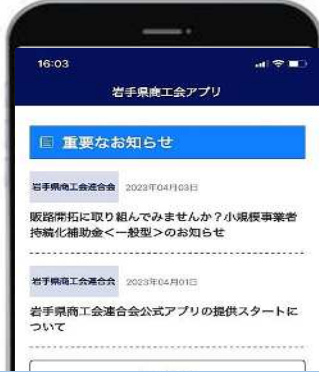 16:03
岩手県商工会アプリ
重要なお知らせ
岩手県商工会連合会 2023年04月03日
販路開拓に取り組んでみませんか？小規模事業者
持続化補助金＜一般型＞のお知らせ
岩手県商工会連合会 2023年04月01日
岩手県商工会連合会公式アプリの提供スタートに
ついて